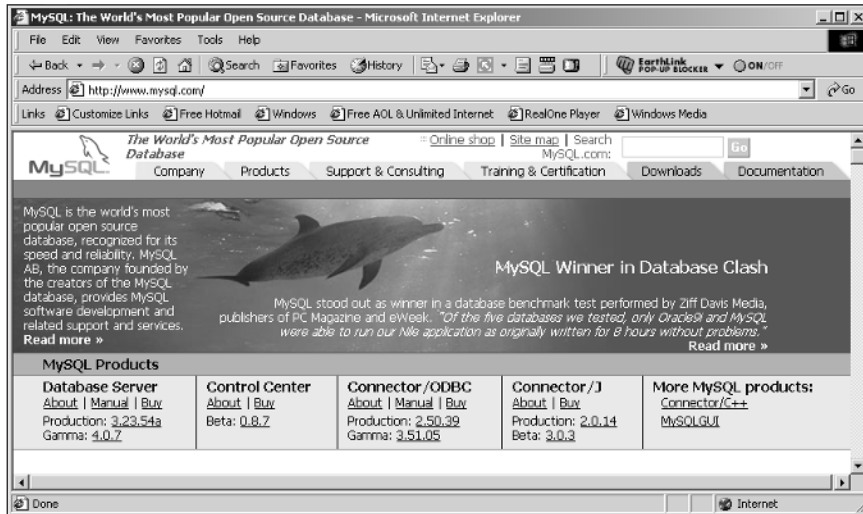 MySQL: The World's Most Popular Open Source Database - Microsoft Internet Explorer
File Edit View Favorites Tools Help
Back Search Favorites History EarthLink POP-UP BLOCKER ON/OFF
Address http://www.mysql.com/ Go
Links Customize Links Free Hotmail Windows Free AOL & Unlimited Internet RealOne Player Windows Media
The World's Most Popular Open Source
Database
Online shop | Site map | Search
MySQL.com: Go
MySQL
Company Products Support & Consulting Training & Certification Downloads Documentation
MySQL is the world's most
popular open source
database, recognized for its
speed and reliability. MySQL
AB, the company founded by
the creators of the MySQL
database, provides MySQL
software development and
related support and services.
Read more »
MySQL Winner in Database Clash
MySQL stood out as winner in a database benchmark test performed by Ziff Davis Media,
publishers of PC Magazine and eWeek. "Of the five databases we tested, only Oracle9i and MySQL
were able to run our Nile application as originally written for 8 hours without problems."
Read more »
MySQL Products
Database Server
About | Manual | Buy
Production: 3.23.54a
Gamma: 4.0.7
Control Center
About | Buy
Beta: 0.8.7
Connector/ODBC
About | Manual | Buy
Production: 2.50.39
Gamma: 3.51.05
Connector/J
About | Buy
Production: 2.0.14
Beta: 3.0.3
More MySQL products:
Connector/C++
MySQLGUI
Done Internet